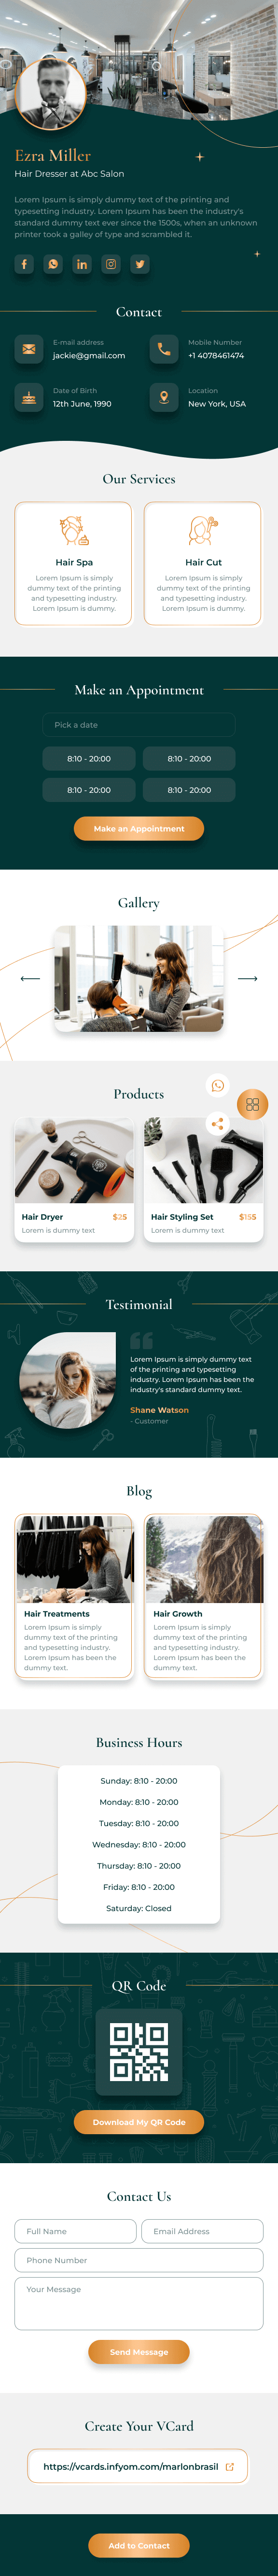 Ezra Miller
Hair Dresser at Abc Salon
Lorem Ipsum is simply dummy text of the printing and
typesetting industry. Lorem Ipsum has been the industry's
standard dummy text ever since the 1500s, when an unknown
printer took a galley of type and scrambled it.
Contact
E-mail address
jackie@gmail.com
Mobile Number
+1 4078461474
Date of Birth
12th June, 1990
Location
New York, USA
Our Services
Hair Spa
Lorem Ipsum is simply
dummy text of the printing
and typesetting industry.
Lorem Ipsum is dummy.
Hair Cut
Lorem Ipsum is simply
dummy text of the printing
and typesetting industry.
Lorem Ipsum is dummy.
Make an Appointment
Pick a date
8:10 - 20:00
8:10 - 20:00
8:10 - 20:00
8:10 - 20:00
Make an Appointment
Gallery
Products
Hair Dryer $25
Lorem is dummy text
Hair Styling Set $155
Lorem is dummy text
Testimonial
Lorem Ipsum is simply dummy text
of the printing and typesetting
industry. Lorem Ipsum has been the
industry's standard dummy text.
Shane Watson
- Customer
Blog
Hair Treatments
Lorem Ipsum is simply
dummy text of the printing
and typesetting industry.
Lorem Ipsum has been the
dummy text.
Hair Growth
Lorem Ipsum is simply
dummy text of the printing
and typesetting industry.
Lorem Ipsum has been the
dummy text.
Business Hours
Sunday: 8:10 - 20:00
Monday: 8:10 - 20:00
Tuesday: 8:10 - 20:00
Wednesday: 8:10 - 20:00
Thursday: 8:10 - 20:00
Friday: 8:10 - 20:00
Saturday: Closed
QR Code
Download My QR Code
Contact Us
Full Name
Email Address
Phone Number
Your Message
Send Message
Create Your VCard
https://vcards.infyom.com/marlonbrasil
Add to Contact